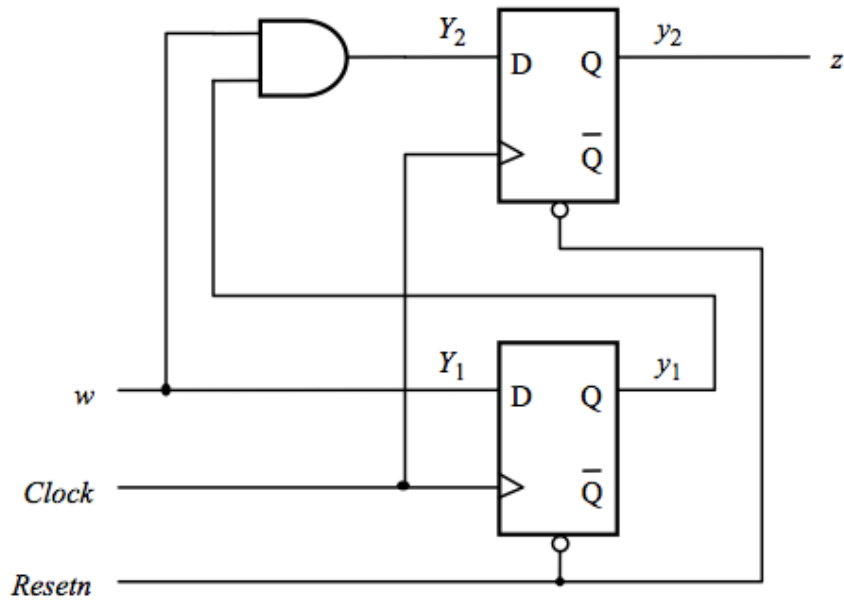 Y₂ y₂
D Q z
Q̅
Y₁ y₁
w D Q
Clock Q̅
Resetn